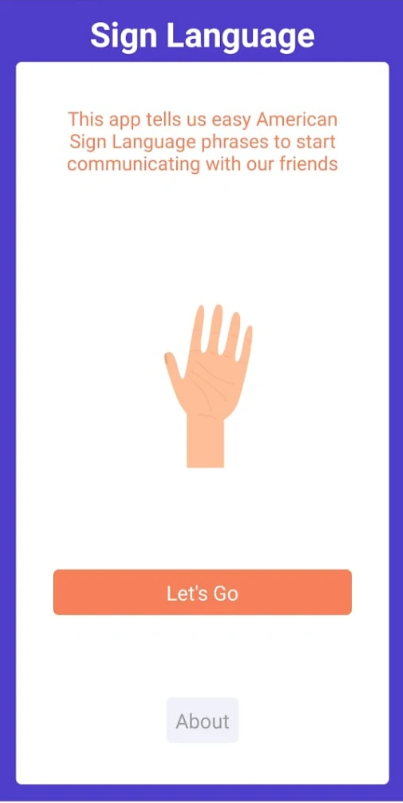 Sign Language
This app tells us easy American
Sign Language phrases to start
communicating with our friends
Let's Go
About